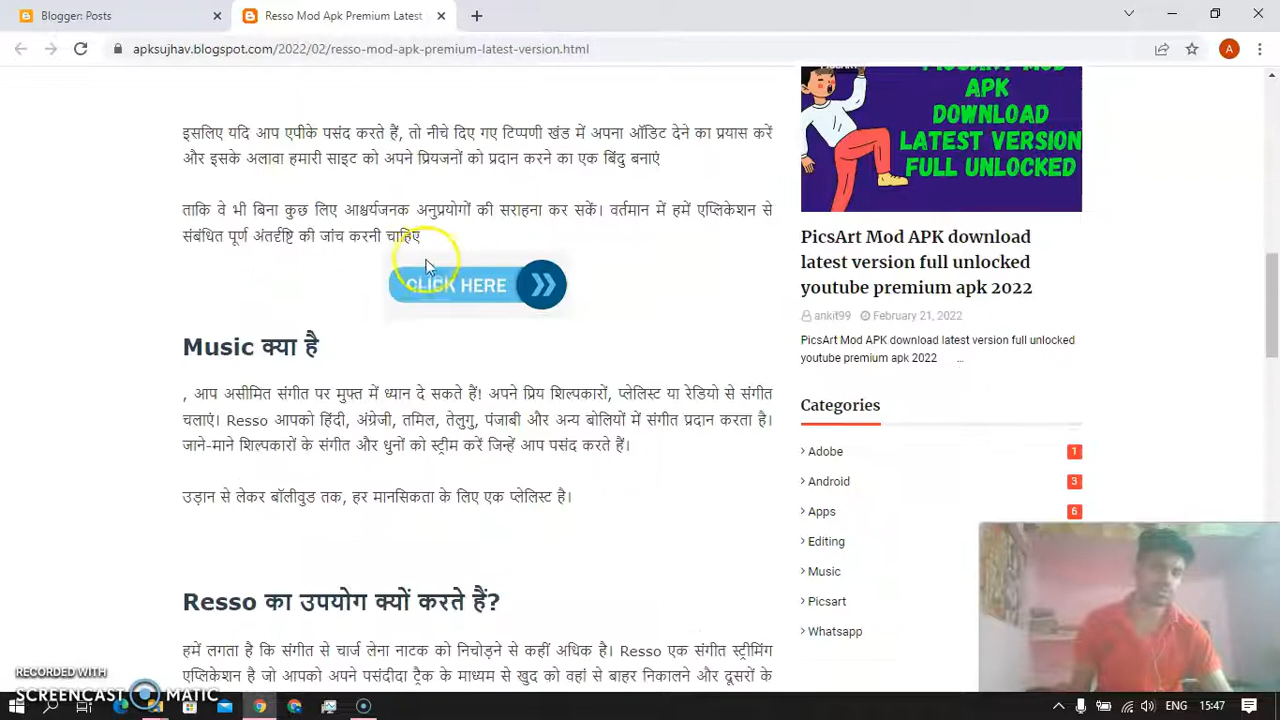 Blogger: Posts
Resso Mod Apk Premium Latest
apksujhav.blogspot.com/2022/02/resso-mod-apk-premium-latest-version.html
A
इसलिए यदि आप एपीके पसंद करते हैं, तो नीचे दिए गए टिप्पणी खंड में अपना ऑडिट देने का प्रयास करें
और इसके अलावा हमारी साइट को अपने प्रियजनों को प्रदान करने का एक बिंदु बनाएं
ताकि वे भी बिना कुछ लिए आश्चर्यजनक अनुप्रयोगों की सराहना कर सकें। वर्तमान में हमें एप्लिकेशन से
संबंधित पूर्ण अंतर्दृष्टि की जांच करनी चाहिए
CLICK HERE
Music क्या है
, आप असीमित संगीत पर मुफ्त में ध्यान दे सकते हैं! अपने प्रिय शिल्पकारों, प्लेलिस्ट या रेडियो से संगीत
चलाएं। Resso आपको हिंदी, अंग्रेजी, तमिल, तेलुगु, पंजाबी और अन्य बोलियों में संगीत प्रदान करता है।
जाने-माने शिल्पकारों के संगीत और धुनों को स्ट्रीम करें जिन्हें आप पसंद करते हैं।
उड़ान से लेकर बॉलीवुड तक, हर मानसिकता के लिए एक प्लेलिस्ट है।
Resso का उपयोग क्यों करते हैं?
हमें लगता है कि संगीत से चार्ज लेना नाटक को निचोड़ने से कहीं अधिक है। Resso एक संगीत स्ट्रीमिंग
एप्लिकेशन है जो आपको अपने पसंदीदा ट्रैक के माध्यम से खुद को वहां से बाहर निकालने और दूसरों के
APK
DOWNLOAD
LATEST VERSION
FULL UNLOCKED
PicsArt Mod APK download
latest version full unlocked
youtube premium apk 2022
ankit99 February 21, 2022
PicsArt Mod APK download latest version full unlocked
youtube premium apk 2022 ...
Categories
Adobe 1
Android 3
Apps 6
Editing
Music
Picsart
Whatsapp
RECORDED WITH
SCREENCAST MATIC
ENG 15:47